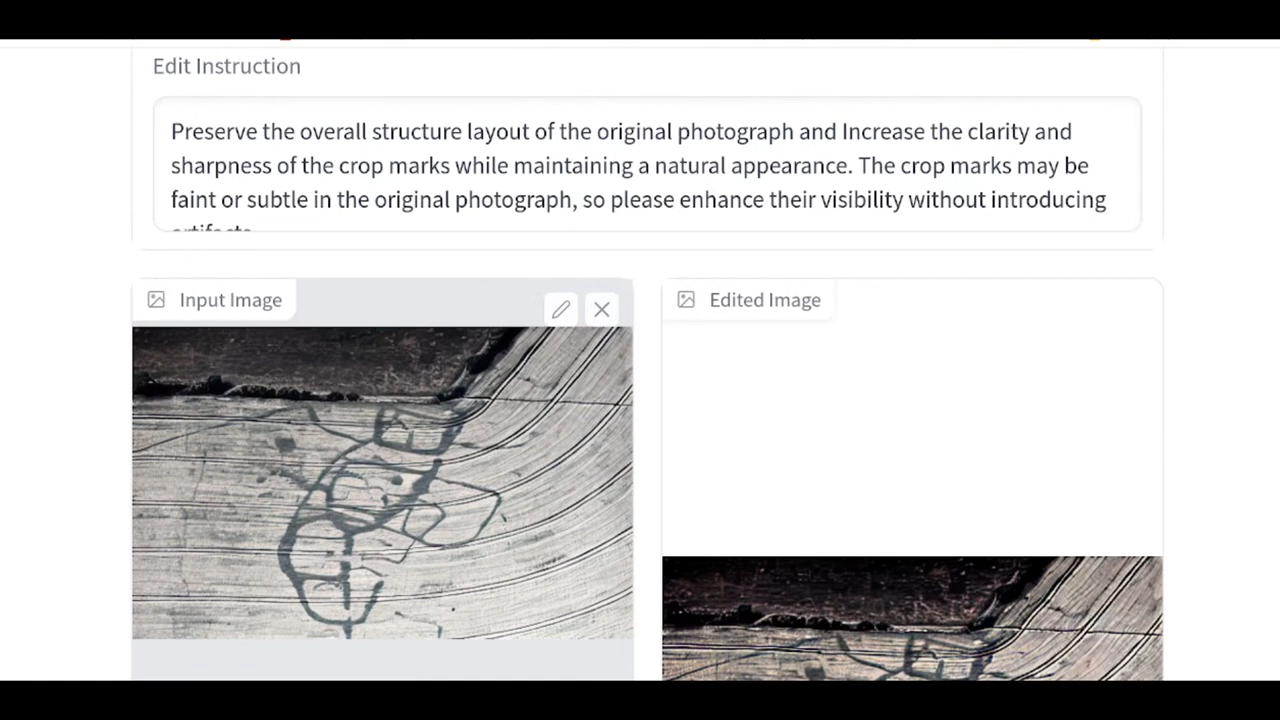 Edit Instruction
Preserve the overall structure layout of the original photograph and Increase the clarity and
sharpness of the crop marks while maintaining a natural appearance. The crop marks may be
faint or subtle in the original photograph, so please enhance their visibility without introducing
artifacts.
Input Image
Edited Image